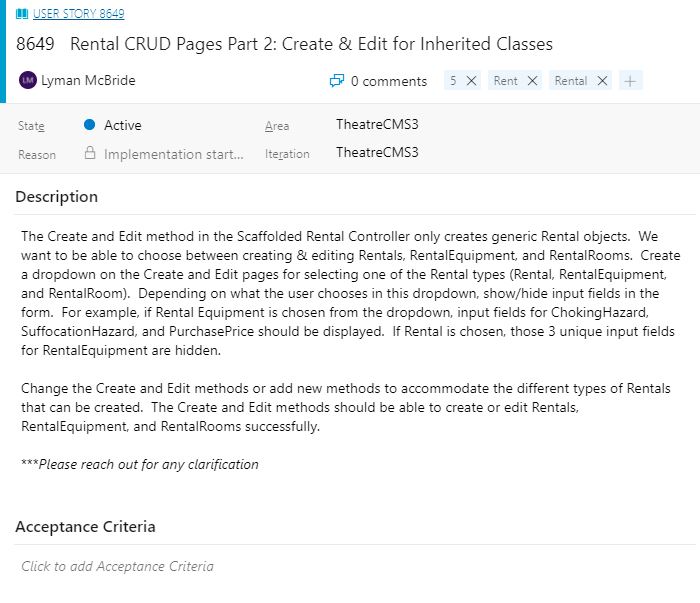 USER STORY 8649
8649 Rental CRUD Pages Part 2: Create & Edit for Inherited Classes
LM Lyman McBride 0 comments 5 X Rent X Rental X +
State Active Area TheatreCMS3
Reason Implementation start... Iteration TheatreCMS3
Description
The Create and Edit method in the Scaffolded Rental Controller only creates generic Rental objects. We
want to be able to choose between creating & editing Rentals, RentalEquipment, and RentalRooms. Create
a dropdown on the Create and Edit pages for selecting one of the Rental types (Rental, RentalEquipment,
and RentalRoom). Depending on what the user chooses in this dropdown, show/hide input fields in the
form. For example, if Rental Equipment is chosen from the dropdown, input fields for ChokingHazard,
SuffocationHazard, and PurchasePrice should be displayed. If Rental is chosen, those 3 unique input fields
for RentalEquipment are hidden.
Change the Create and Edit methods or add new methods to accommodate the different types of Rentals
that can be created. The Create and Edit methods should be able to create or edit Rentals,
RentalEquipment, and RentalRooms successfully.
***Please reach out for any clarification
Acceptance Criteria
Click to add Acceptance Criteria